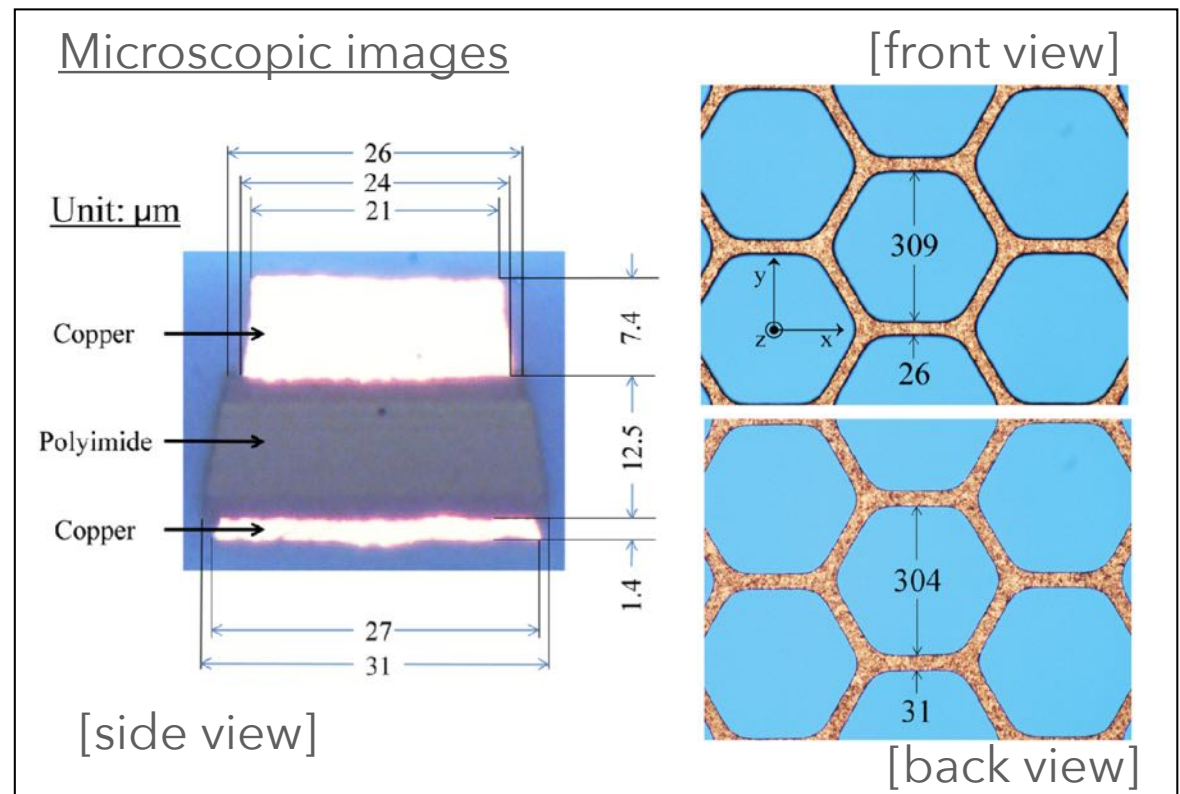 Microscopic images
[front view]
Unit: μm
26
24
21
Copper
7.4
Polyimide
12.5
Copper
1.4
27
31
[side view]
309
y
z
x
26
304
31
[back view]